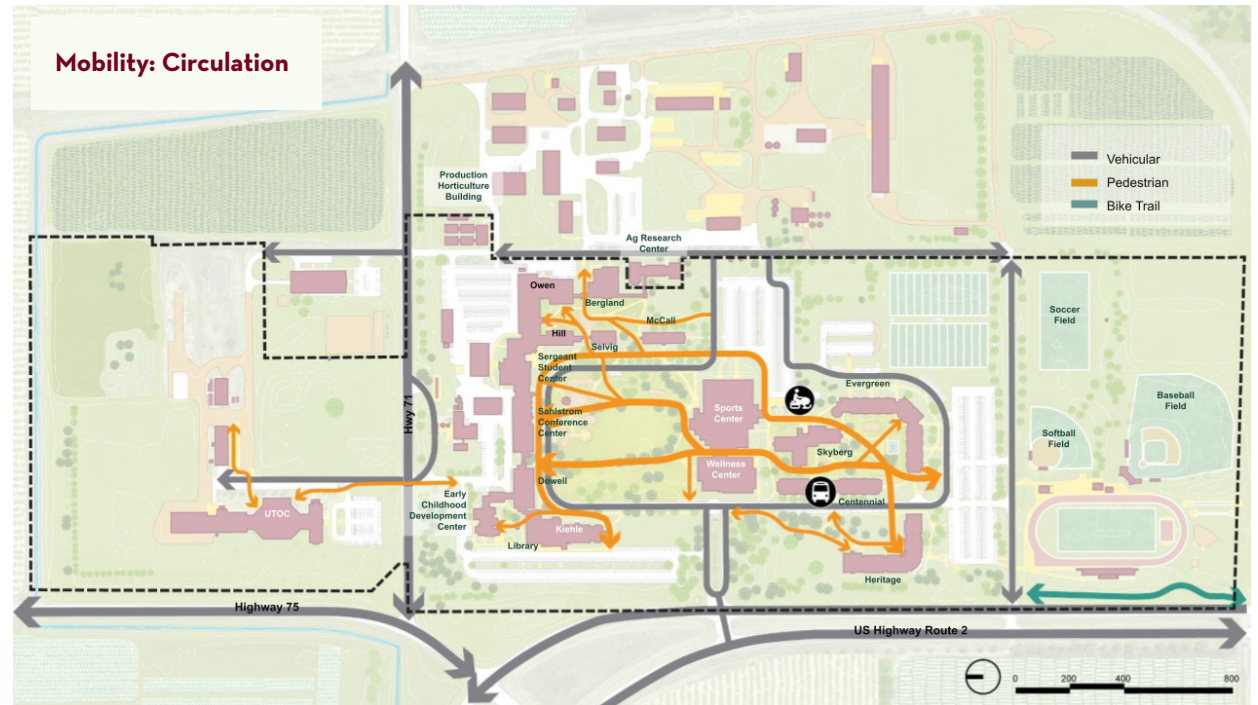 Mobility: Circulation
Vehicular
Pedestrian
Bike Trail
Production
Horticulture
Building
Ag Research
Center
Owen
Bergland
McCall
Hill
Selvig
Sergeant
Student
Center
Soccer
Field
Evergreen
Baseball
Field
Hwy 71
Sahlstrom
Conference
Center
Sports
Center
Softball
Field
Skyberg
Wellness
Center
Dowell
Centennial
Early
Childhood
Development
Center
UTOC
Kiehle
Library
Heritage
Highway 75
US Highway Route 2
0 200 400 800